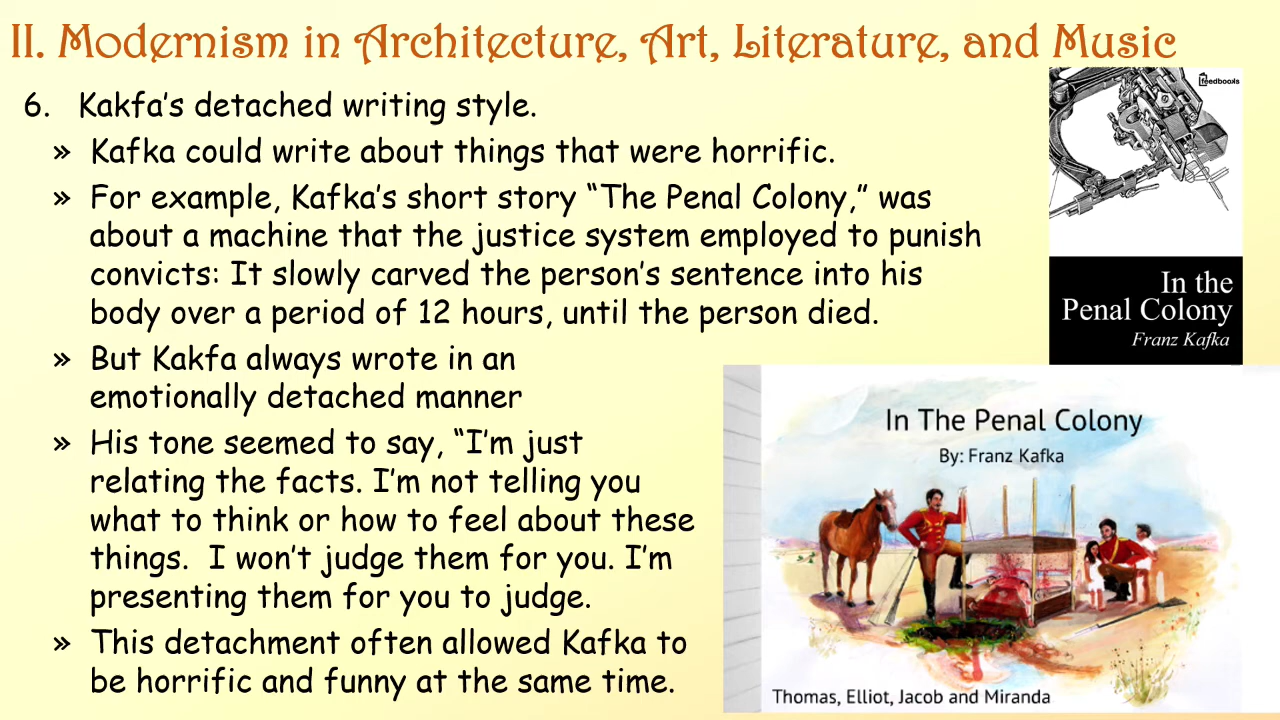 II. Modernism in Architecture, Art, Literature, and Music
6. Kakfa's detached writing style.
» Kafka could write about things that were horrific.
» For example, Kafka's short story “The Penal Colony,” was
about a machine that the justice system employed to punish
convicts: It slowly carved the person's sentence into his
body over a period of 12 hours, until the person died.
» But Kakfa always wrote in an
emotionally detached manner
» His tone seemed to say, “I'm just
relating the facts. I'm not telling you
what to think or how to feel about these
things. I won't judge them for you. I'm
presenting them for you to judge.
» This detachment often allowed Kafka to
be horrific and funny at the same time.
feedbooks
In the
Penal Colony
Franz Kafka
In The Penal Colony
By: Franz Kafka
Thomas, Elliot, Jacob and Miranda